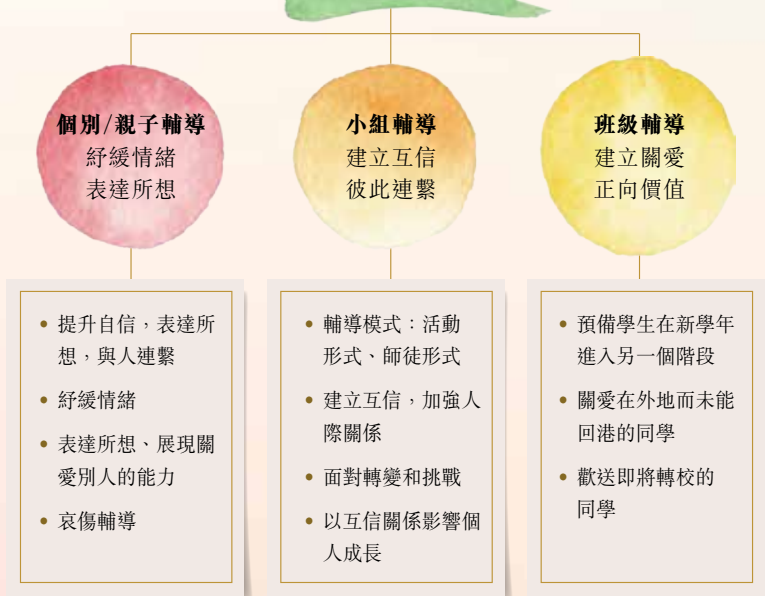 個別/親子輔導
紓緩情緒
表達所想
小組輔導
建立互信
彼此連繫
班級輔導
建立關愛
正向價值
• 提升自信，表達所
想，與人連繫
• 紓緩情緒
• 表達所想、展現關
愛別人的能力
• 哀傷輔導
• 輔導模式：活動
形式、師徒形式
• 建立互信，加強人
際關係
• 面對轉變和挑戰
• 以互信關係影響個
人成長
• 預備學生在新學年
進入另一個階段
• 關愛在外地而未能
回港的同學
• 歡送即將轉校的
同學